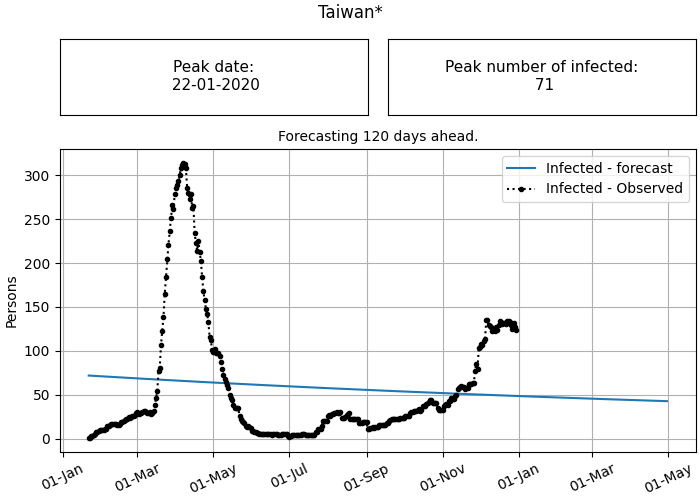 Taiwan*
Peak date:
22-01-2020
Peak number of infected:
71
Forecasting 120 days ahead.
Infected - forecast
Infected - Observed
Persons
300
250
200
150
100
50
0
01-Jan
01-Mar
01-May
01-Jul
01-Sep
01-Nov
01-Jan
01-Mar
01-May